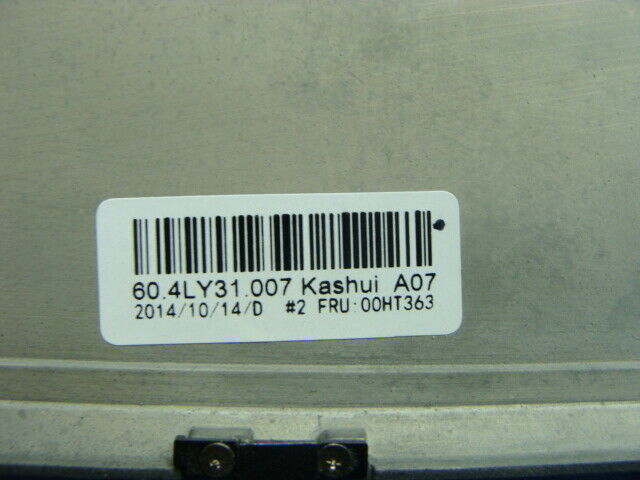 60.4LY31.007 Kashui A07
2014/10/14/D #2 FRU:00HT363